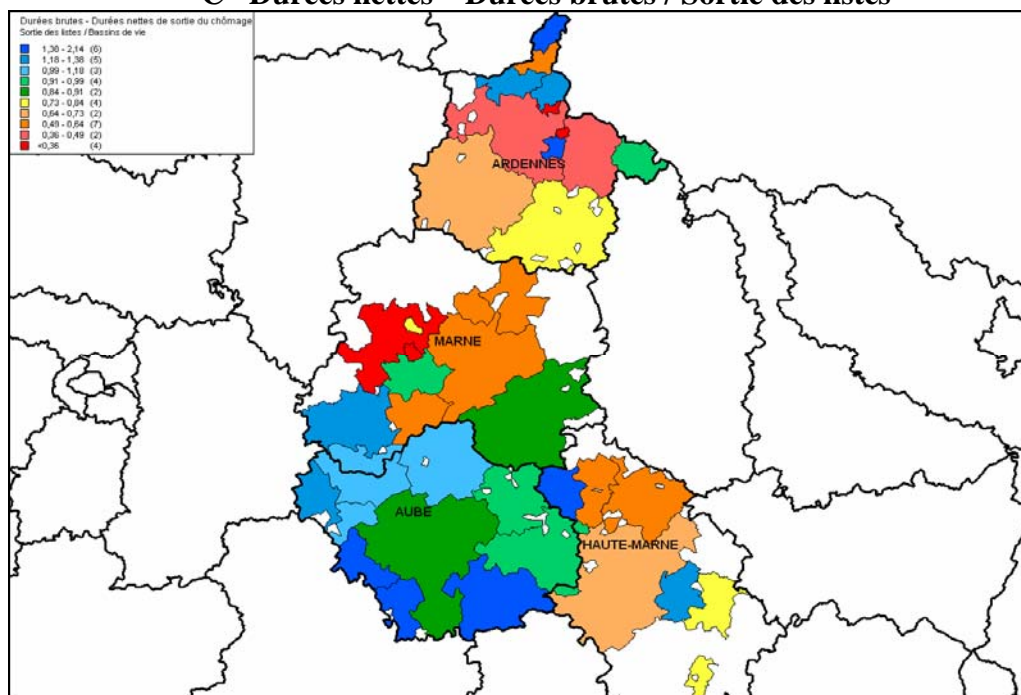 C - Durées nettes – Durées brutes / Sortie des listes
Durées brutes - Durées nettes de sortie du chômage
Sortie des listes / Bassins de vie
1,38 - 2,14 (6)
1,18 - 1,38 (5)
0,99 - 1,18 (3)
0,91 - 0,99 (4)
0,84 - 0,91 (2)
0,73 - 0,84 (4)
0,64 - 0,73 (2)
0,49 - 0,64 (7)
0,36 - 0,49 (2)
<0,36 (4)
ARDENNES
MARNE
AUBE
HAUTE-MARNE